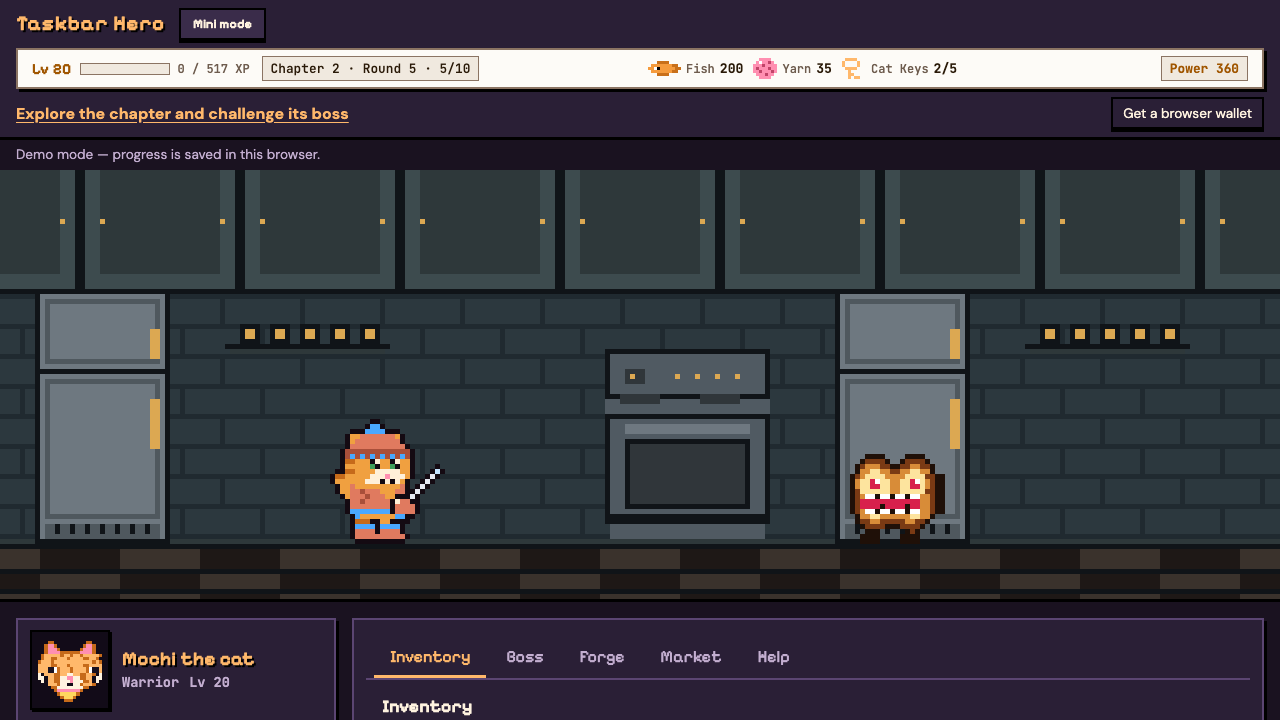 Taskbar Hero
Mini mode
Lv 20
0 / 517 XP
Chapter 2 · Round 5 · 5/10
Fish 200
Yarn 35
Cat Keys 2/5
Power 360
Explore the chapter and challenge its boss
Get a browser wallet
Demo mode — progress is saved in this browser.
Mochi the cat
Warrior Lv 20
Inventory
Boss
Forge
Market
Help
Inventory